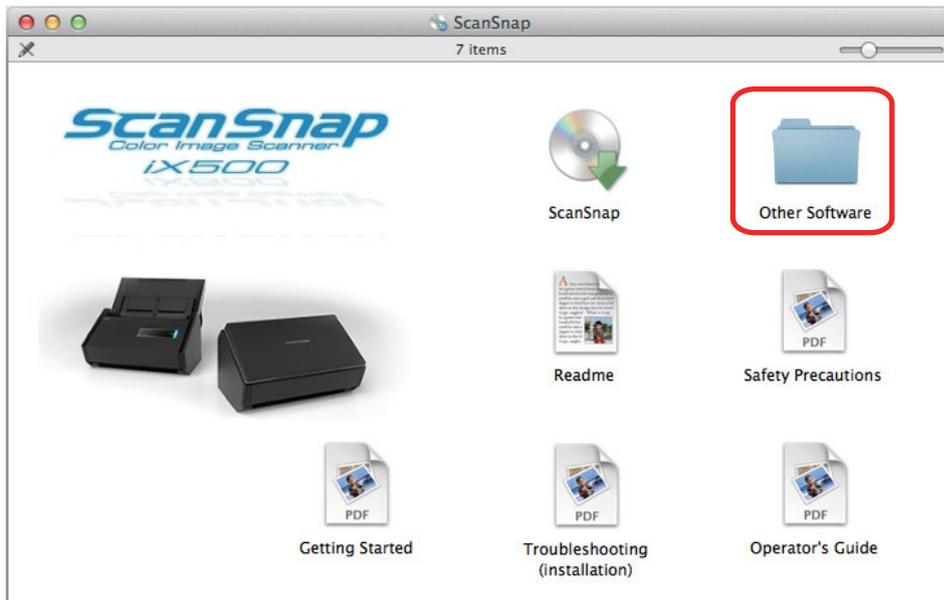 ScanSnap
7 items
ScanSnap
Color Image Scanner
iX500
ScanSnap
Other Software
Readme
PDF
Safety Precautions
PDF
Getting Started
PDF
Troubleshooting
(installation)
PDF
Operator's Guide